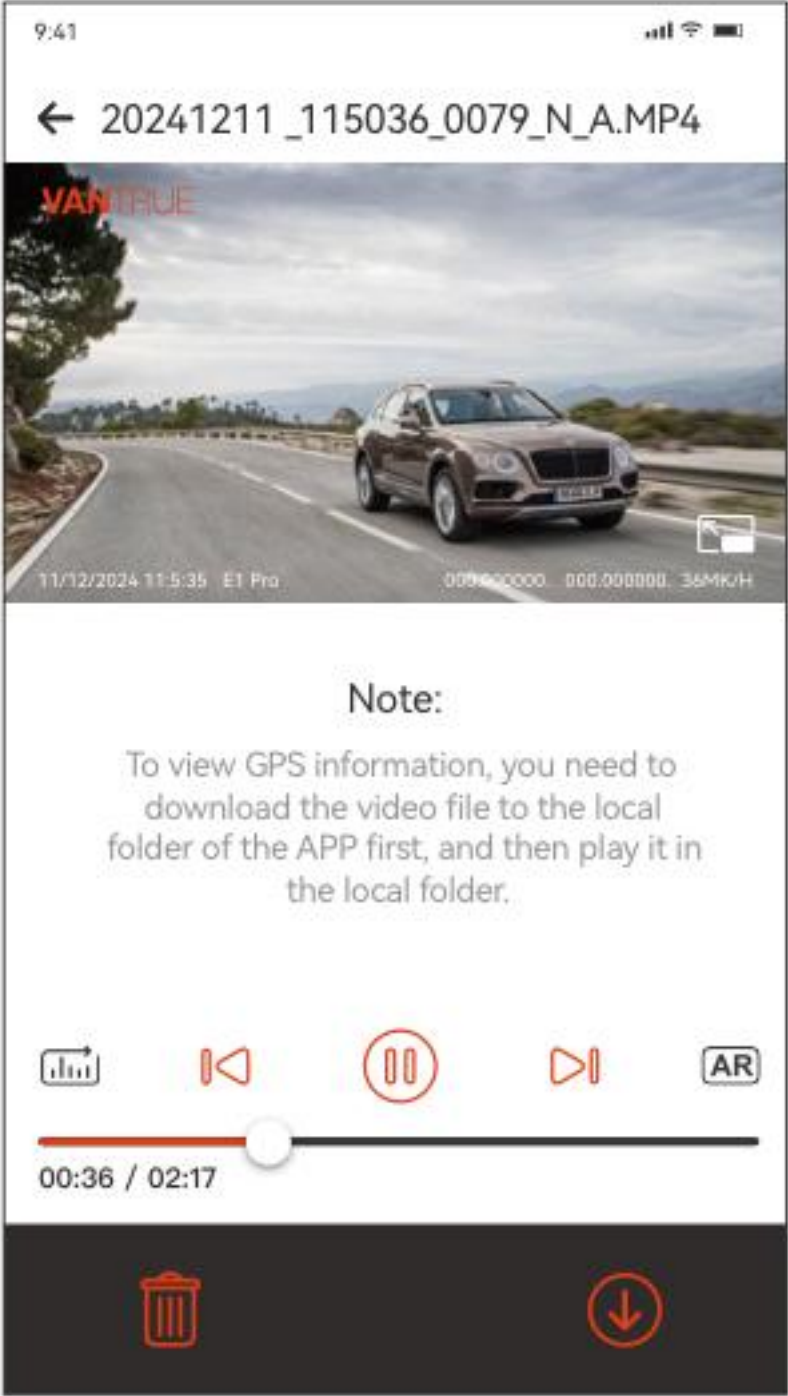 9:41
20241211 _115036_0079_N_A.MP4
VANTRUE
11/12/2024 11:5:35 E1 Pro 000.000000. 000.000000. 36MK/H
Note:
To view GPS information, you need to
download the video file to the local
folder of the APP first, and then play it in
the local folder.
AR
00:36 / 02:17